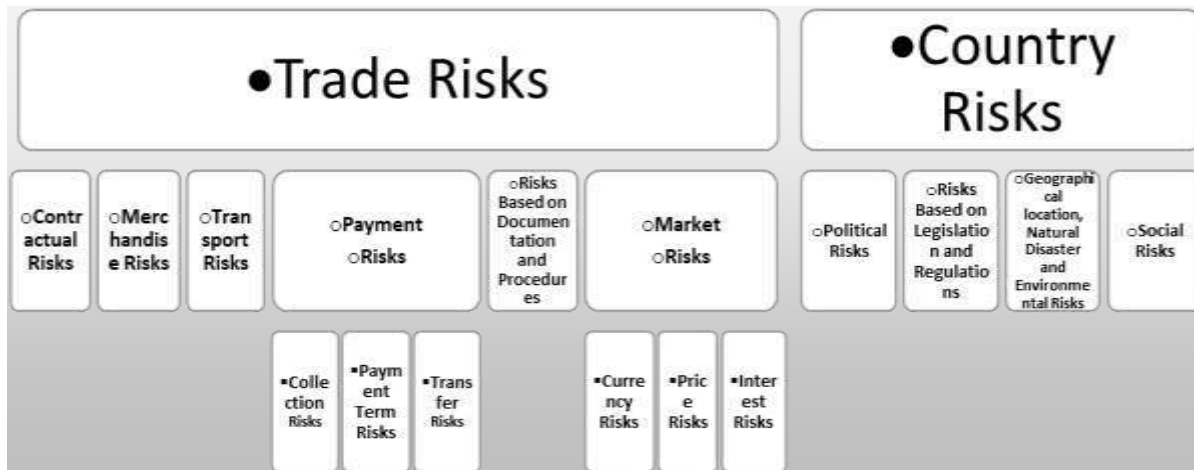 •Trade Risks
•Country
Risks
○Contr
actual
Risks
○Merc
handis
e Risks
○Tran
sport
Risks
○Payment
○Risks
○Risks
Based on
Documen
tation
and
Procedur
es
○Market
○Risks
○Political
Risks
○Risks
Based on
Legislatio
n and
Regulatio
ns
○Geographi
cal
location,
Natural
Disaster
and
Environme
ntal Risks
○Social
Risks
▪Colle
ction
Risks
▪Paym
ent
Term
Risks
▪Trans
fer
Risks
▪Curre
ncy
Risks
▪Pric
e
Risks
▪Inter
est
Risks